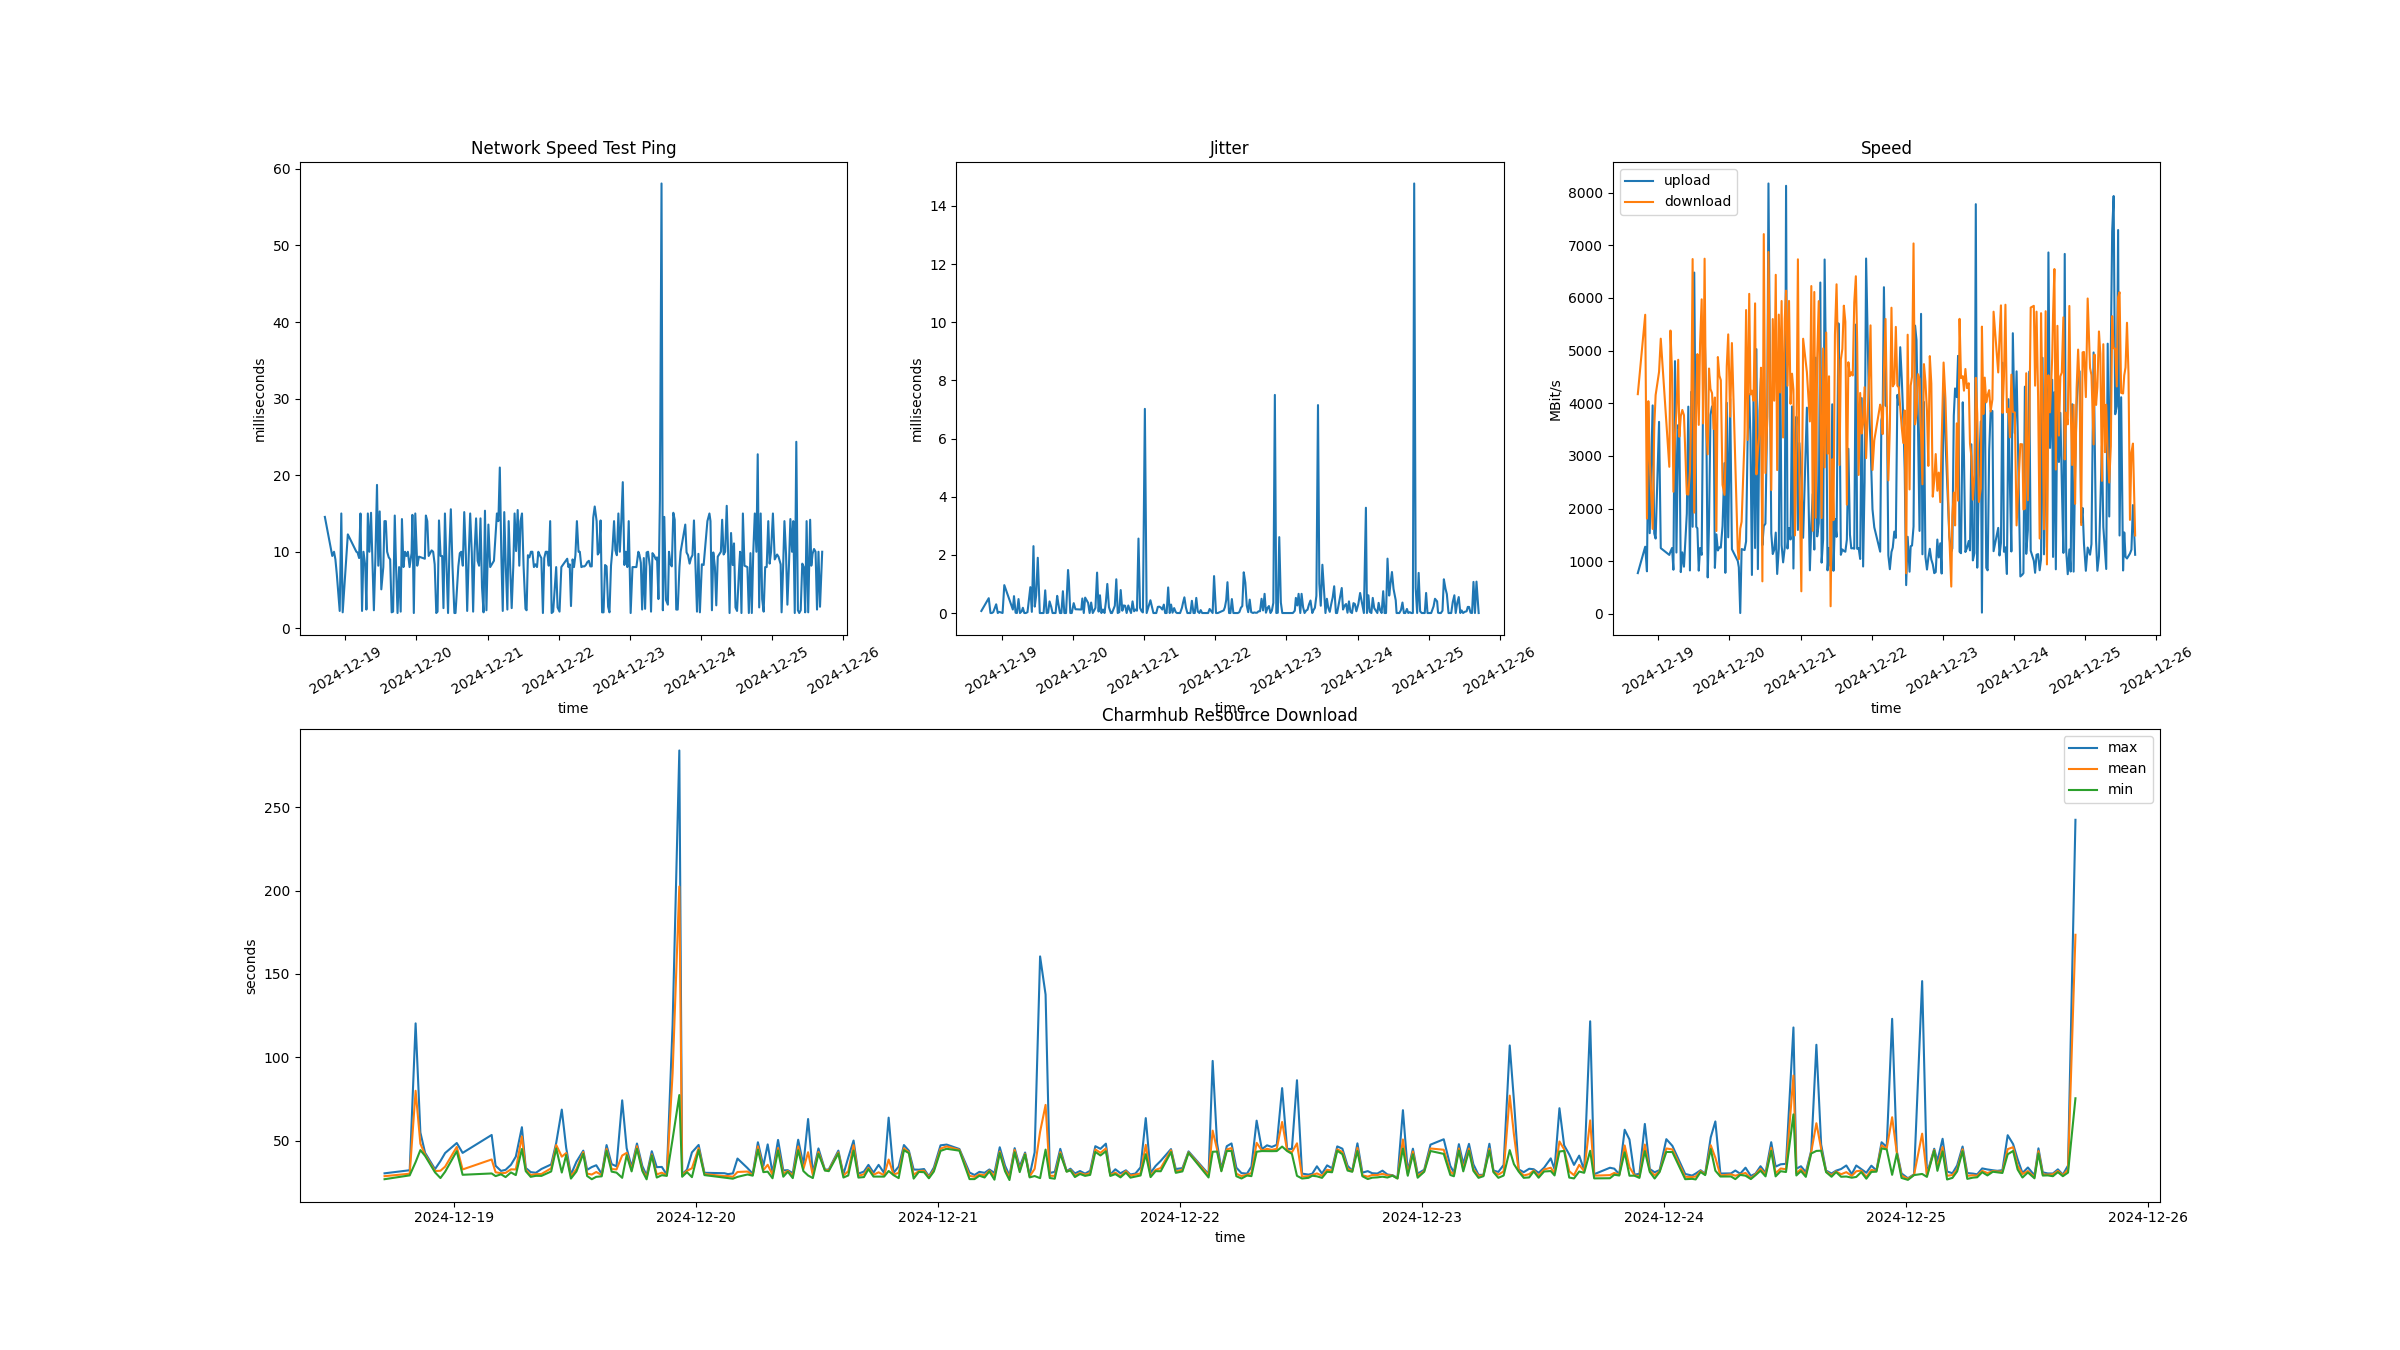 Network Speed Test Ping
milliseconds
60
50
40
30
20
10
0
2024-12-19 2024-12-20 2024-12-21 2024-12-22 2024-12-23 2024-12-24 2024-12-25 2024-12-26
time
Jitter
milliseconds
14
12
10
8
6
4
2
0
2024-12-19 2024-12-20 2024-12-21 2024-12-22 2024-12-23 2024-12-24 2024-12-25 2024-12-26
time
Speed
upload
download
MBit/s
8000
7000
6000
5000
4000
3000
2000
1000
0
2024-12-19 2024-12-20 2024-12-21 2024-12-22 2024-12-23 2024-12-24 2024-12-25 2024-12-26
time
Charmhub Resource Download
max
mean
min
seconds
250
200
150
100
50
2024-12-19 2024-12-20 2024-12-21 2024-12-22 2024-12-23 2024-12-24 2024-12-25 2024-12-26
time